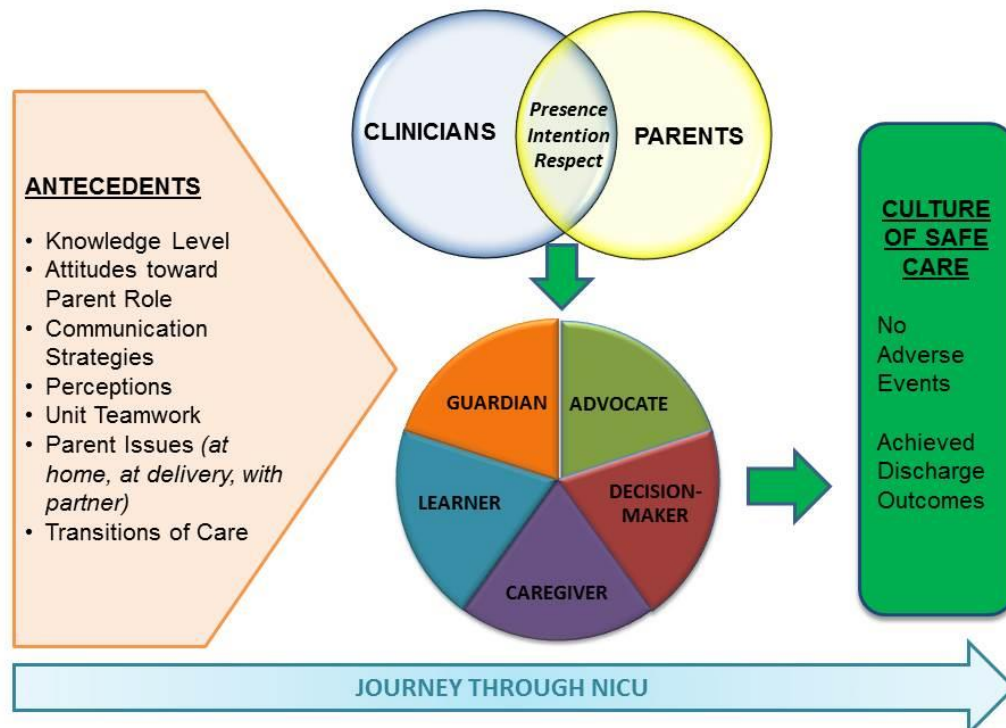 ANTECEDENTS
• Knowledge Level
• Attitudes toward
Parent Role
• Communication
Strategies
• Perceptions
• Unit Teamwork
• Parent Issues (at
home, at delivery, with
partner)
• Transitions of Care
CLINICIANS
Presence
Intention
Respect
PARENTS
GUARDIAN
ADVOCATE
LEARNER
DECISION-
MAKER
CAREGIVER
CULTURE
OF SAFE
CARE
No
Adverse
Events
Achieved
Discharge
Outcomes
JOURNEY THROUGH NICU